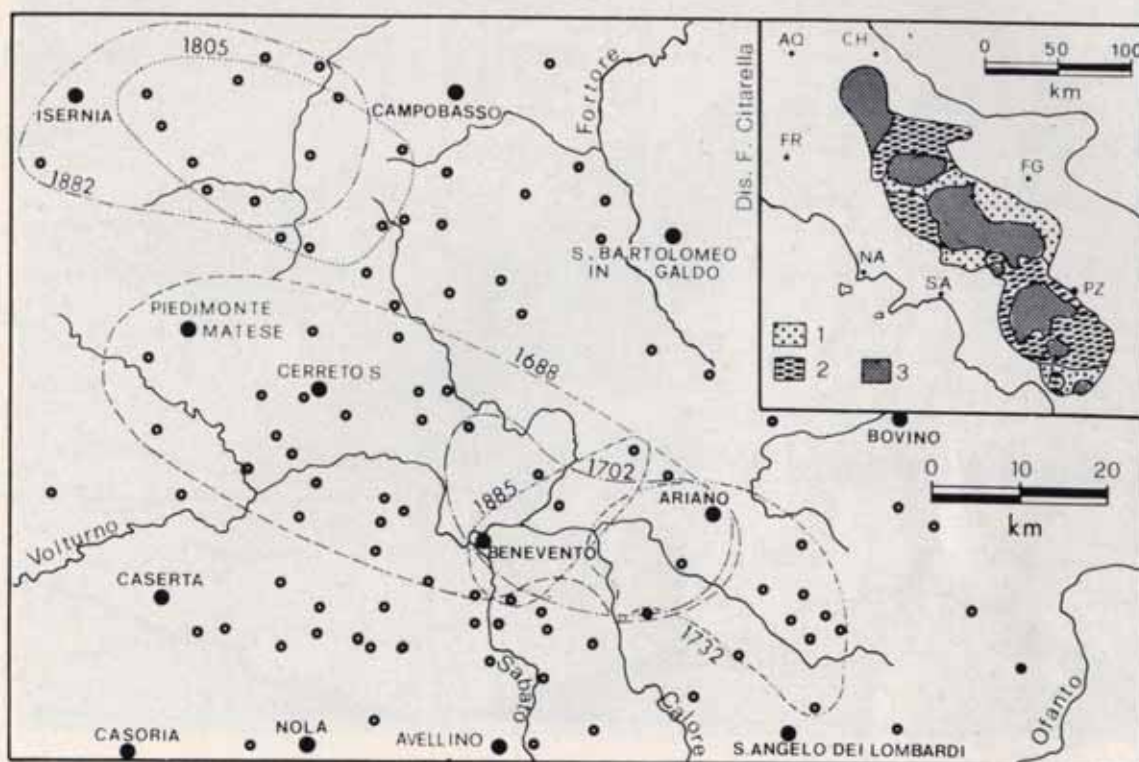 1805
ISERNIA
1882
CAMPOBASSO
Fortore
S. BARTOLOMEO
IN GALDO
PIEDIMONTE
MATESE
CERRETO S.
1688
1702
1885
ARIANO
BENEVENTO
BOVINO
0 10 20
km
Volturno
CASERTA
1732
Sabato
Calore
Ofanto
CASORIA
NOLA
AVELLINO
S. ANGELO DEI LOMBARDI
Dis. F. Citarella
AQ
CH
0 50 100
km
FR
FG
NA
SA
PZ
1
2
3